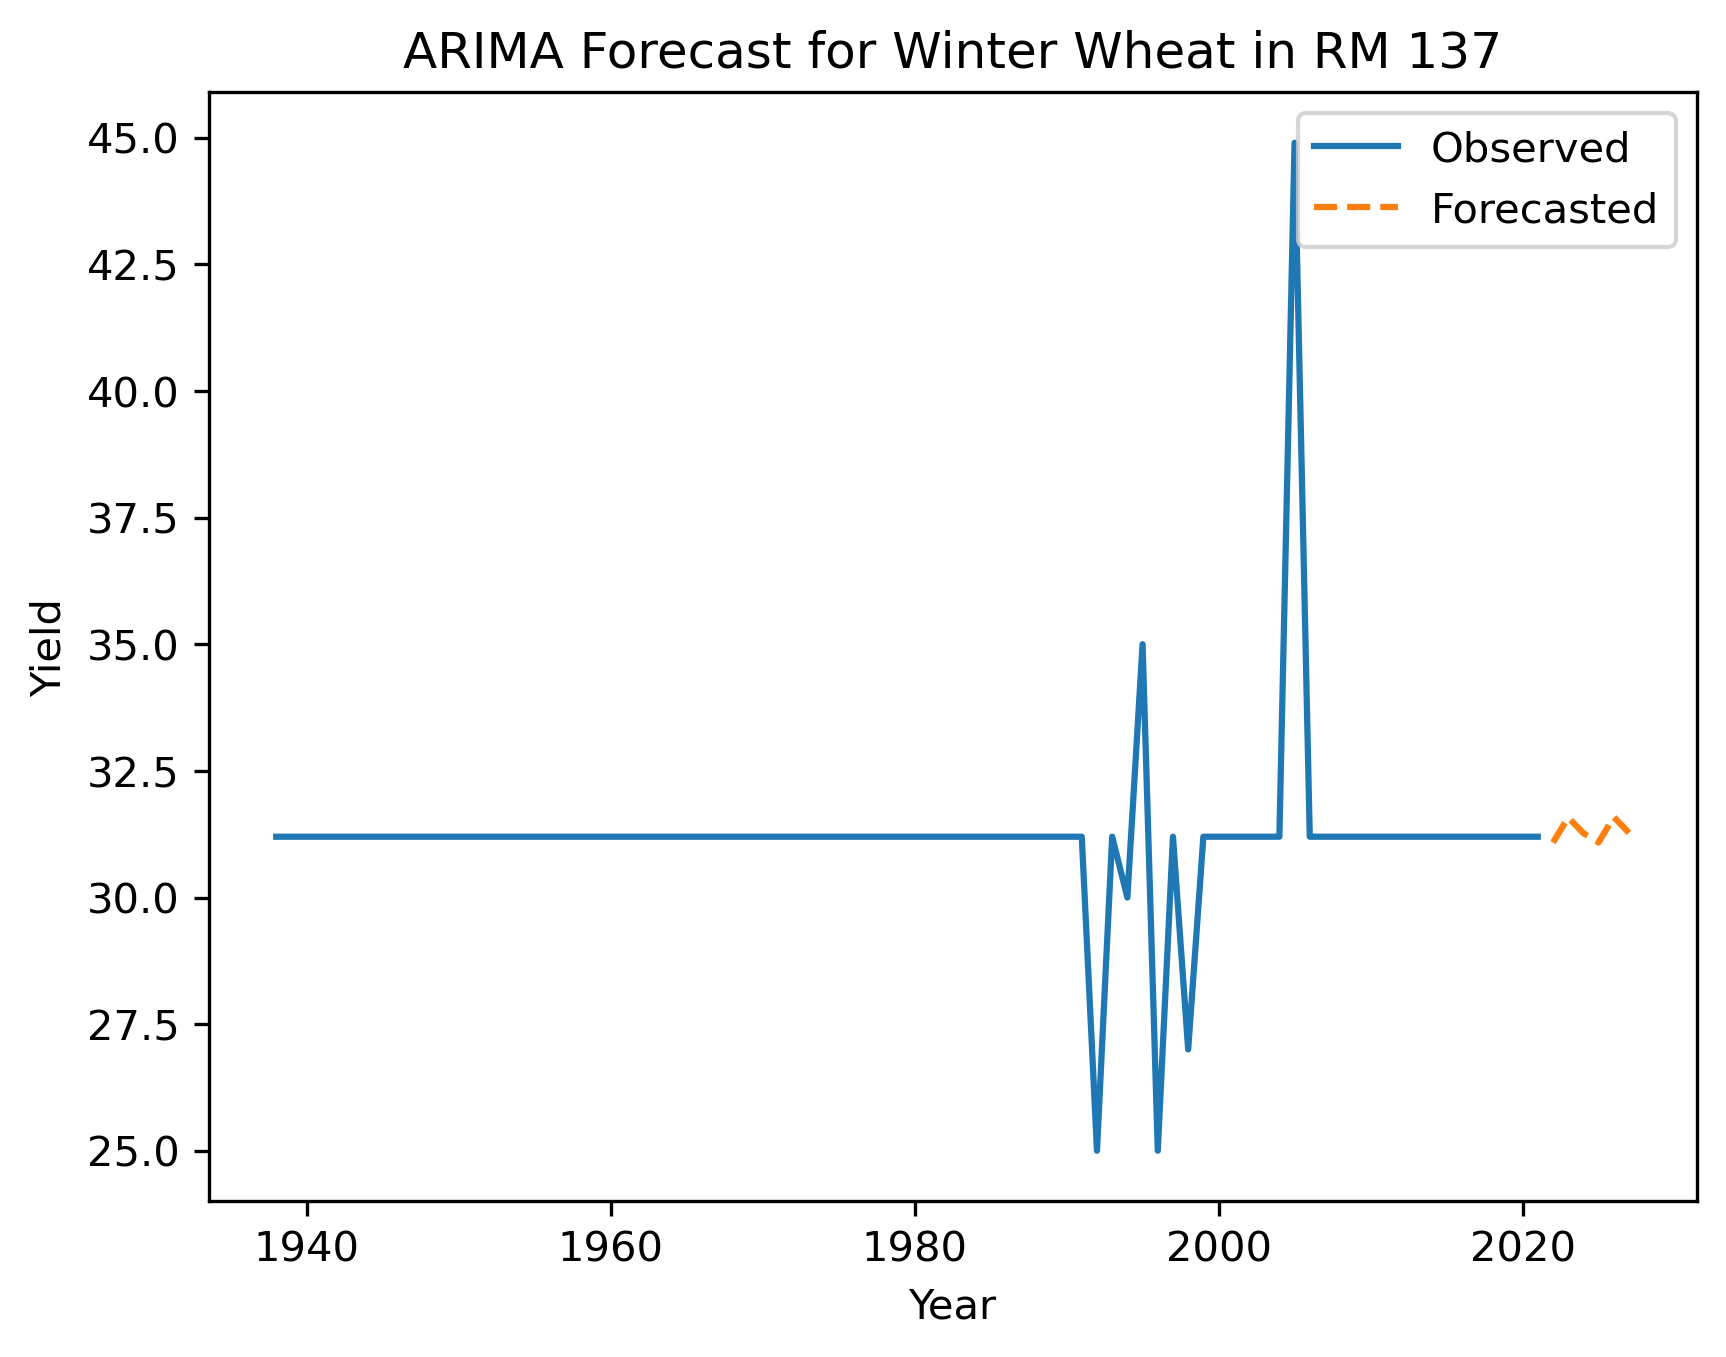 ARIMA Forecast for Winter Wheat in RM 137
Observed
Forecasted
45.0
42.5
40.0
37.5
35.0
32.5
30.0
27.5
25.0
Yield
1940 1960 1980 2000 2020
Year